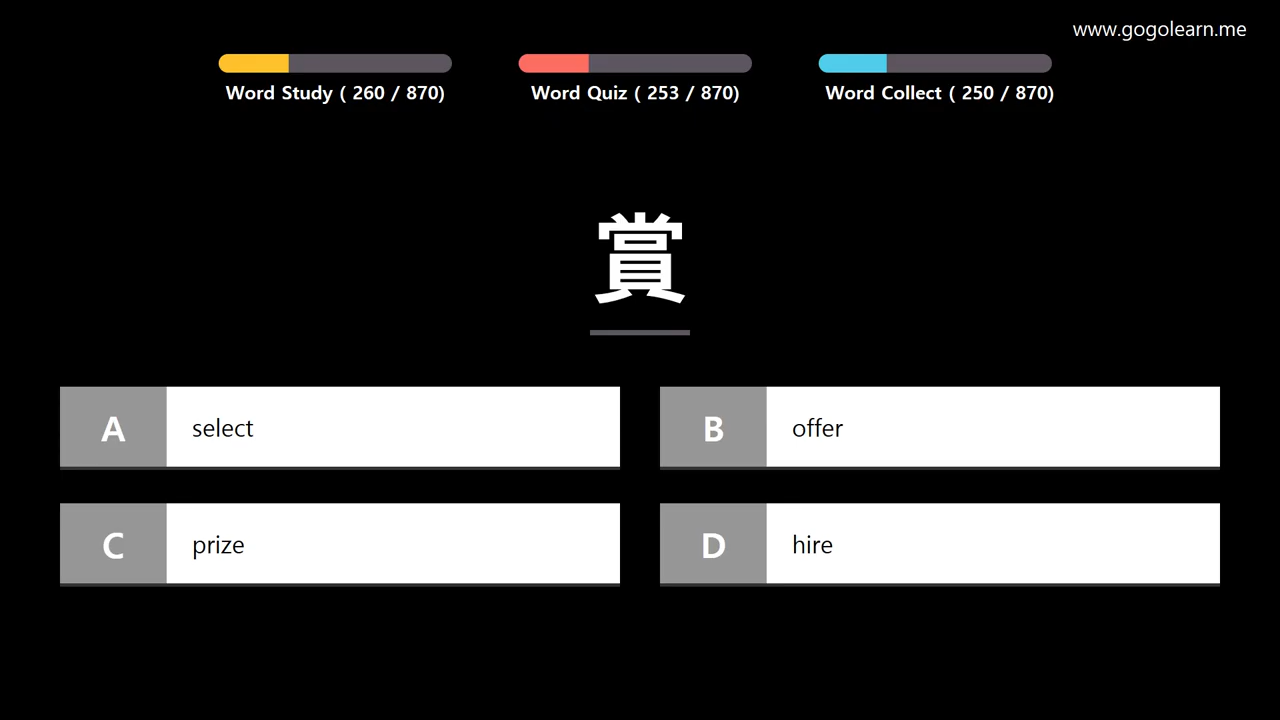 www.gogolearn.me
Word Study ( 260 / 870)
Word Quiz ( 253 / 870)
Word Collect ( 250 / 870)
賞
A select
B offer
C prize
D hire